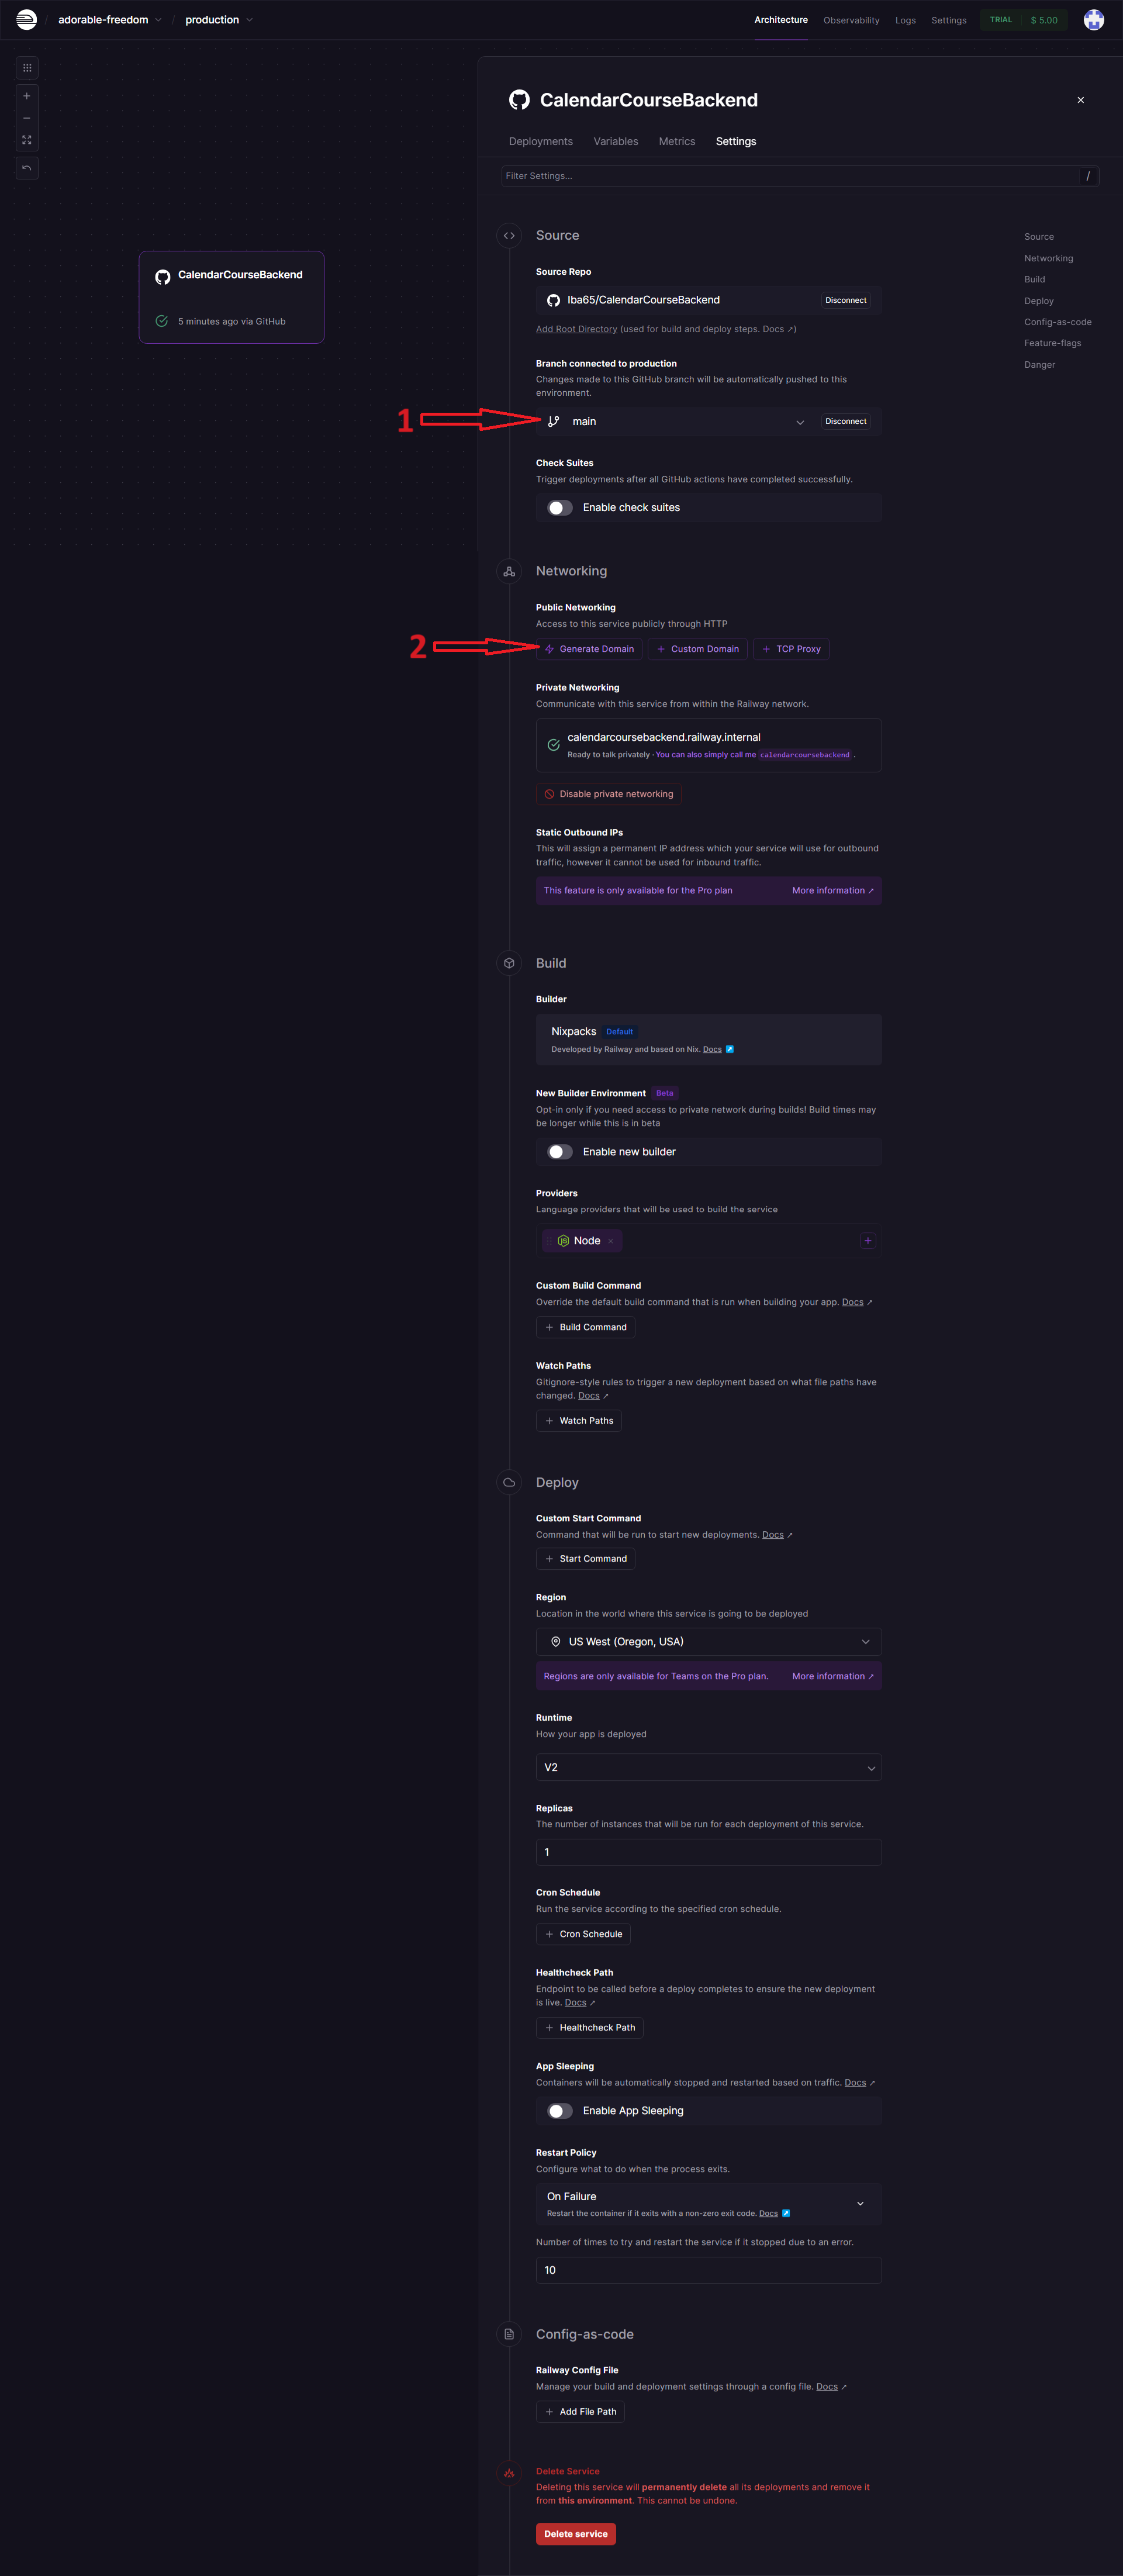 adorable-freedom / production
Architecture Observability Logs Settings TRIAL $ 5.00
CalendarCourseBackend
Deployments Variables Metrics Settings
Filter Settings... /
CalendarCourseBackend
5 minutes ago via GitHub
Source
Networking
Build
Deploy
Config-as-code
Feature-flags
Danger
Source
Source Repo
Iba65/CalendarCourseBackend Disconnect
Add Root Directory (used for build and deploy steps. Docs ↗)
Branch connected to production
Changes made to this GitHub branch will be automatically pushed to this
environment.
1 main Disconnect
Check Suites
Trigger deployments after all GitHub actions have completed successfully.
Enable check suites
Networking
Public Networking
Access to this service publicly through HTTP
2 Generate Domain + Custom Domain + TCP Proxy
Private Networking
Communicate with this service from within the Railway network.
calendarcoursebackend.railway.internal
Ready to talk privately · You can also simply call me calendarcoursebackend .
Disable private networking
Static Outbound IPs
This will assign a permanent IP address which your service will use for outbound
traffic, however it cannot be used for inbound traffic.
This feature is only available for the Pro plan More information ↗
Build
Builder
Nixpacks Default
Developed by Railway and based on Nix. Docs ↗
New Builder Environment Beta
Opt-in only if you need access to private network during builds! Build times may
be longer while this is in beta
Enable new builder
Providers
Language providers that will be used to build the service
Node × +
Custom Build Command
Override the default build command that is run when building your app. Docs ↗
+ Build Command
Watch Paths
Gitignore-style rules to trigger a new deployment based on what file paths have
changed. Docs ↗
+ Watch Paths
Deploy
Custom Start Command
Command that will be run to start new deployments. Docs ↗
+ Start Command
Region
Location in the world where this service is going to be deployed
US West (Oregon, USA)
Regions are only available for Teams on the Pro plan. More information ↗
Runtime
How your app is deployed
V2
Replicas
The number of instances that will be run for each deployment of this service.
1
Cron Schedule
Run the service according to the specified cron schedule.
+ Cron Schedule
Healthcheck Path
Endpoint to be called before a deploy completes to ensure the new deployment
is live. Docs ↗
+ Healthcheck Path
App Sleeping
Containers will be automatically stopped and restarted based on traffic. Docs ↗
Enable App Sleeping
Restart Policy
Configure what to do when the process exits.
On Failure
Restart the container if it exits with a non-zero exit code. Docs ↗
Number of times to try and restart the service if it stopped due to an error.
10
Config-as-code
Railway Config File
Manage your build and deployment settings through a config file. Docs ↗
+ Add File Path
Delete Service
Deleting this service will permanently delete all its deployments and remove it
from this environment. This cannot be undone.
Delete service